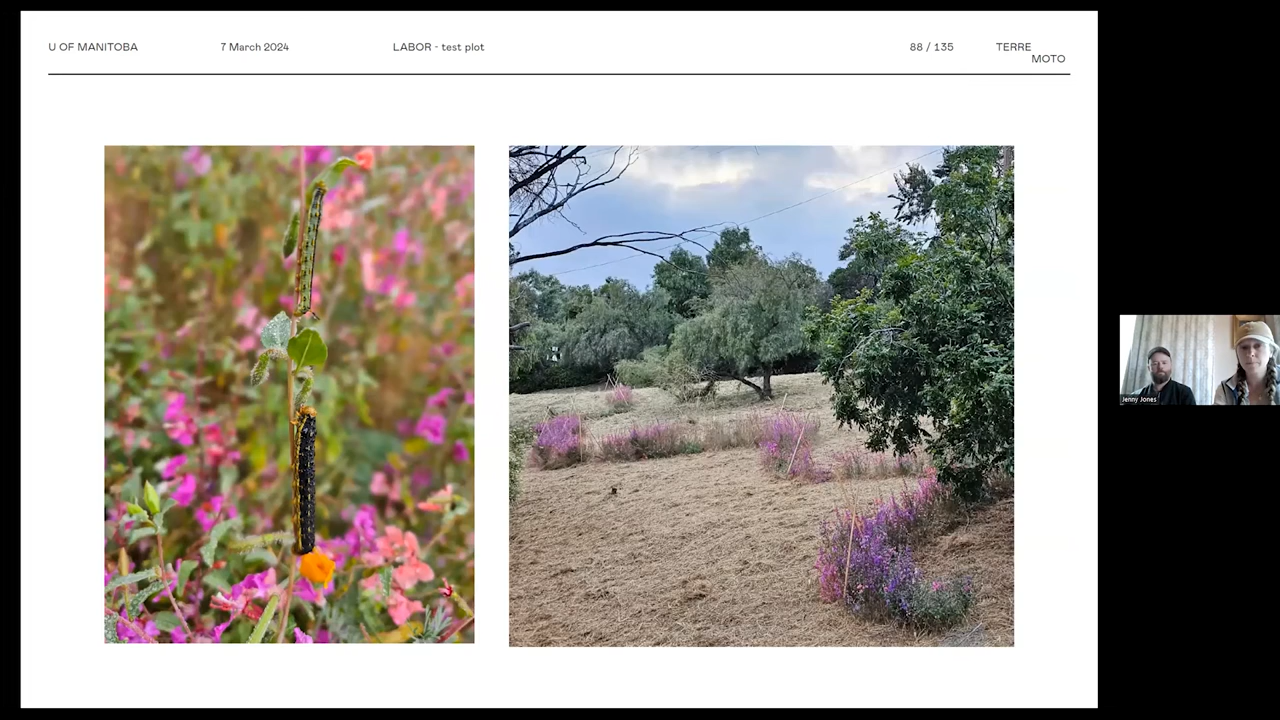 U OF MANITOBA
7 March 2024
LABOR - test plot
88 / 135
TERRE
MOTO
Jenny Jones